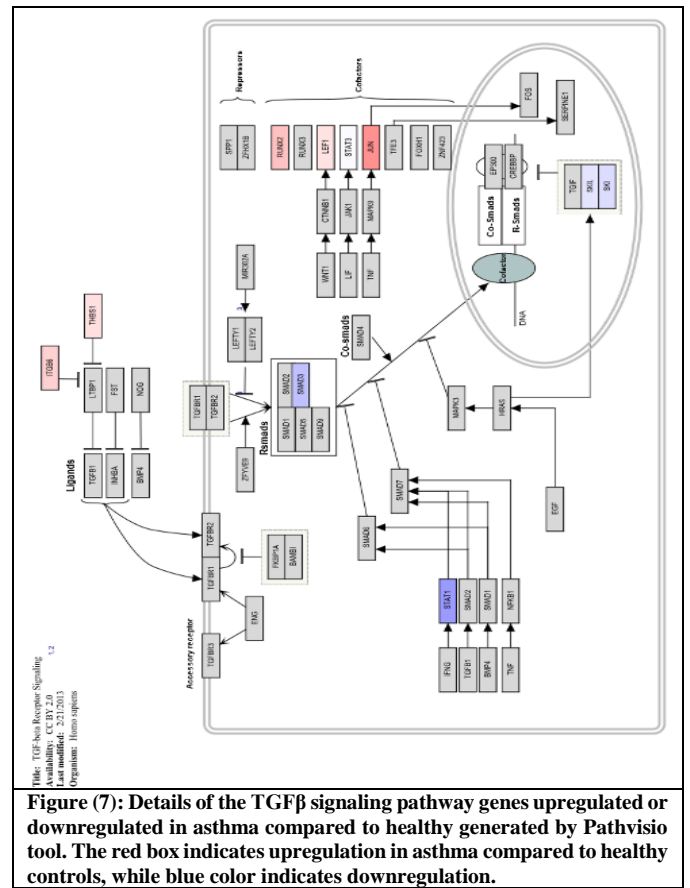 Title: TGF-beta Receptor Signaling
Availability: CC BY 2.0
Last modified: 2/21/2013
Organism: Homo sapiens
1, 2
Ligands
TGFB1
INHBA
BMP4
LTBP1
FST
NOG
ITGB6
THBS1
Accessory receptor
TGFBR3
TGFBR1
TGFBR2
ENG
FKBP1A
BAMBI
TGFBR1
TGFBR2
ZFYVE9
LEFTY1
LEFTY2
MIR302A
Rsmads
SMAD1
SMAD5
SMAD9
SMAD2
SMAD3
Co-smads
SMAD4
SMAD6
SMAD7
IFNG
STAT1
TGFB1
SMAD2
BMP4
SMAD1
TNF
NFKB1
EGF
HRAS
MAPK3
WNT1
CTNNB1
LEF1
LIF
JAK1
STAT3
TNF
JUN
Repressors
SPP1
Cofactors
RUNX2
RUNX3
TFE3
FOXH1
ZNF423
FOS
SERPINE1
EP300
CREBBP
Co-Smads
R-Smads
Cofactor
DNA
TGIF
SKIL
SKI
Figure (7): Details of the TGFβ signaling pathway genes upregulated or
downregulated in asthma compared to healthy generated by Pathvisio
tool. The red box indicates upregulation in asthma compared to healthy
controls, while blue color indicates downregulation.